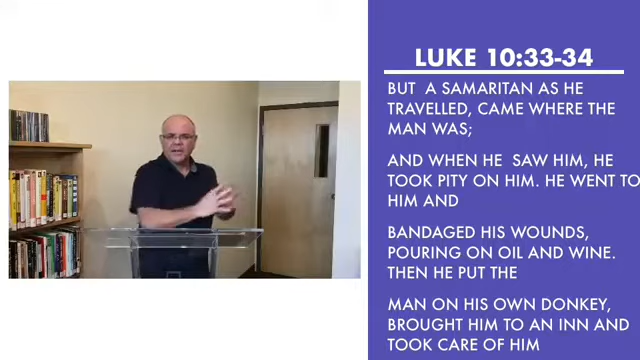 LUKE 10:33-34
BUT A SAMARITAN AS HE
TRAVELLED, CAME WHERE THE
MAN WAS;
AND WHEN HE SAW HIM, HE
TOOK PITY ON HIM. HE WENT TO
HIM AND
BANDAGED HIS WOUNDS,
POURING ON OIL AND WINE.
THEN HE PUT THE
MAN ON HIS OWN DONKEY,
BROUGHT HIM TO AN INN AND
TOOK CARE OF HIM